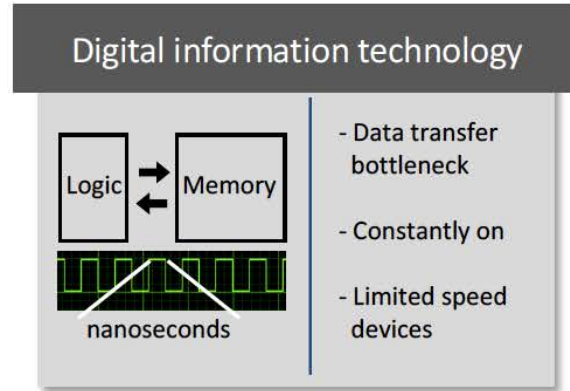 Digital information technology
Logic
Memory
nanoseconds
- Data transfer
bottleneck
- Constantly on
- Limited speed
devices